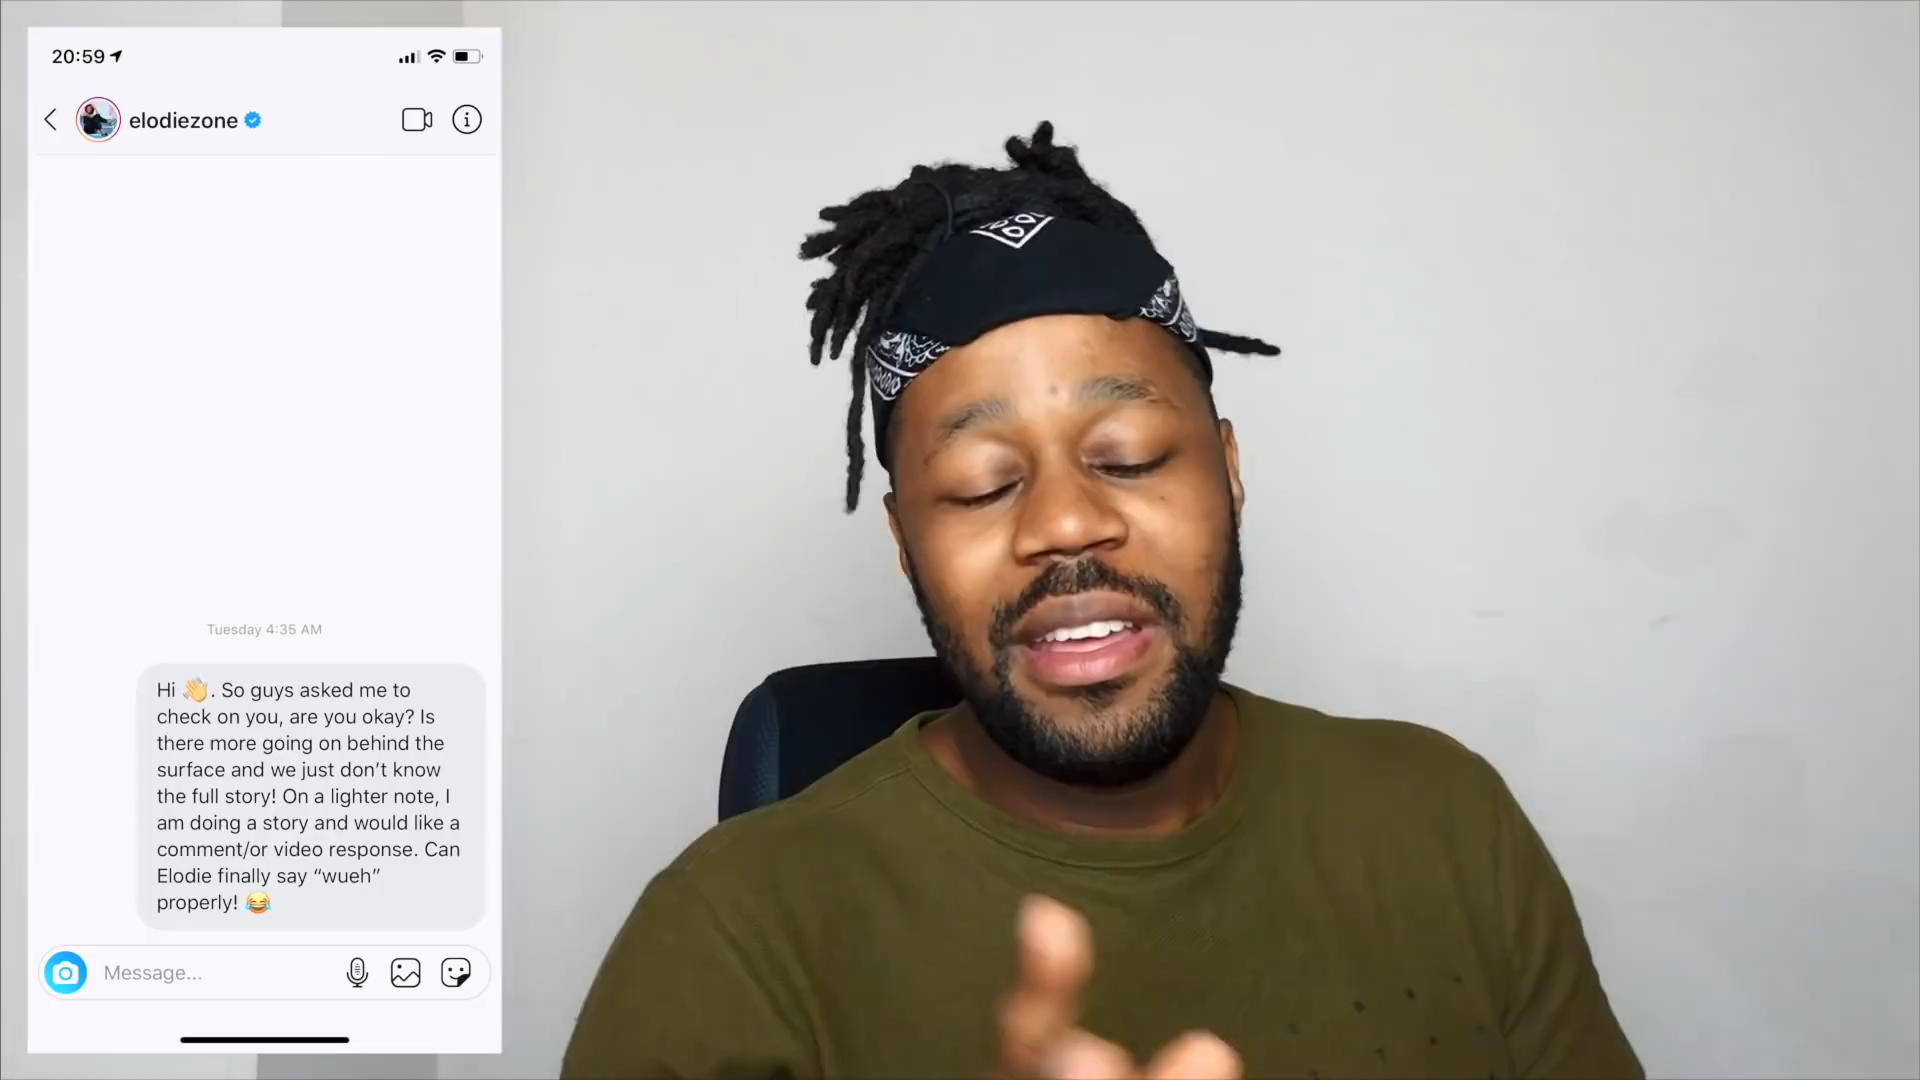 20:59
elodiezone
Tuesday 4:35 AM
Hi 👋. So guys asked me to
check on you, are you okay? Is
there more going on behind the
surface and we just don’t know
the full story! On a lighter note, I
am doing a story and would like a
comment/or video response. Can
Elodie finally say “wueh”
properly! 😂
Message...